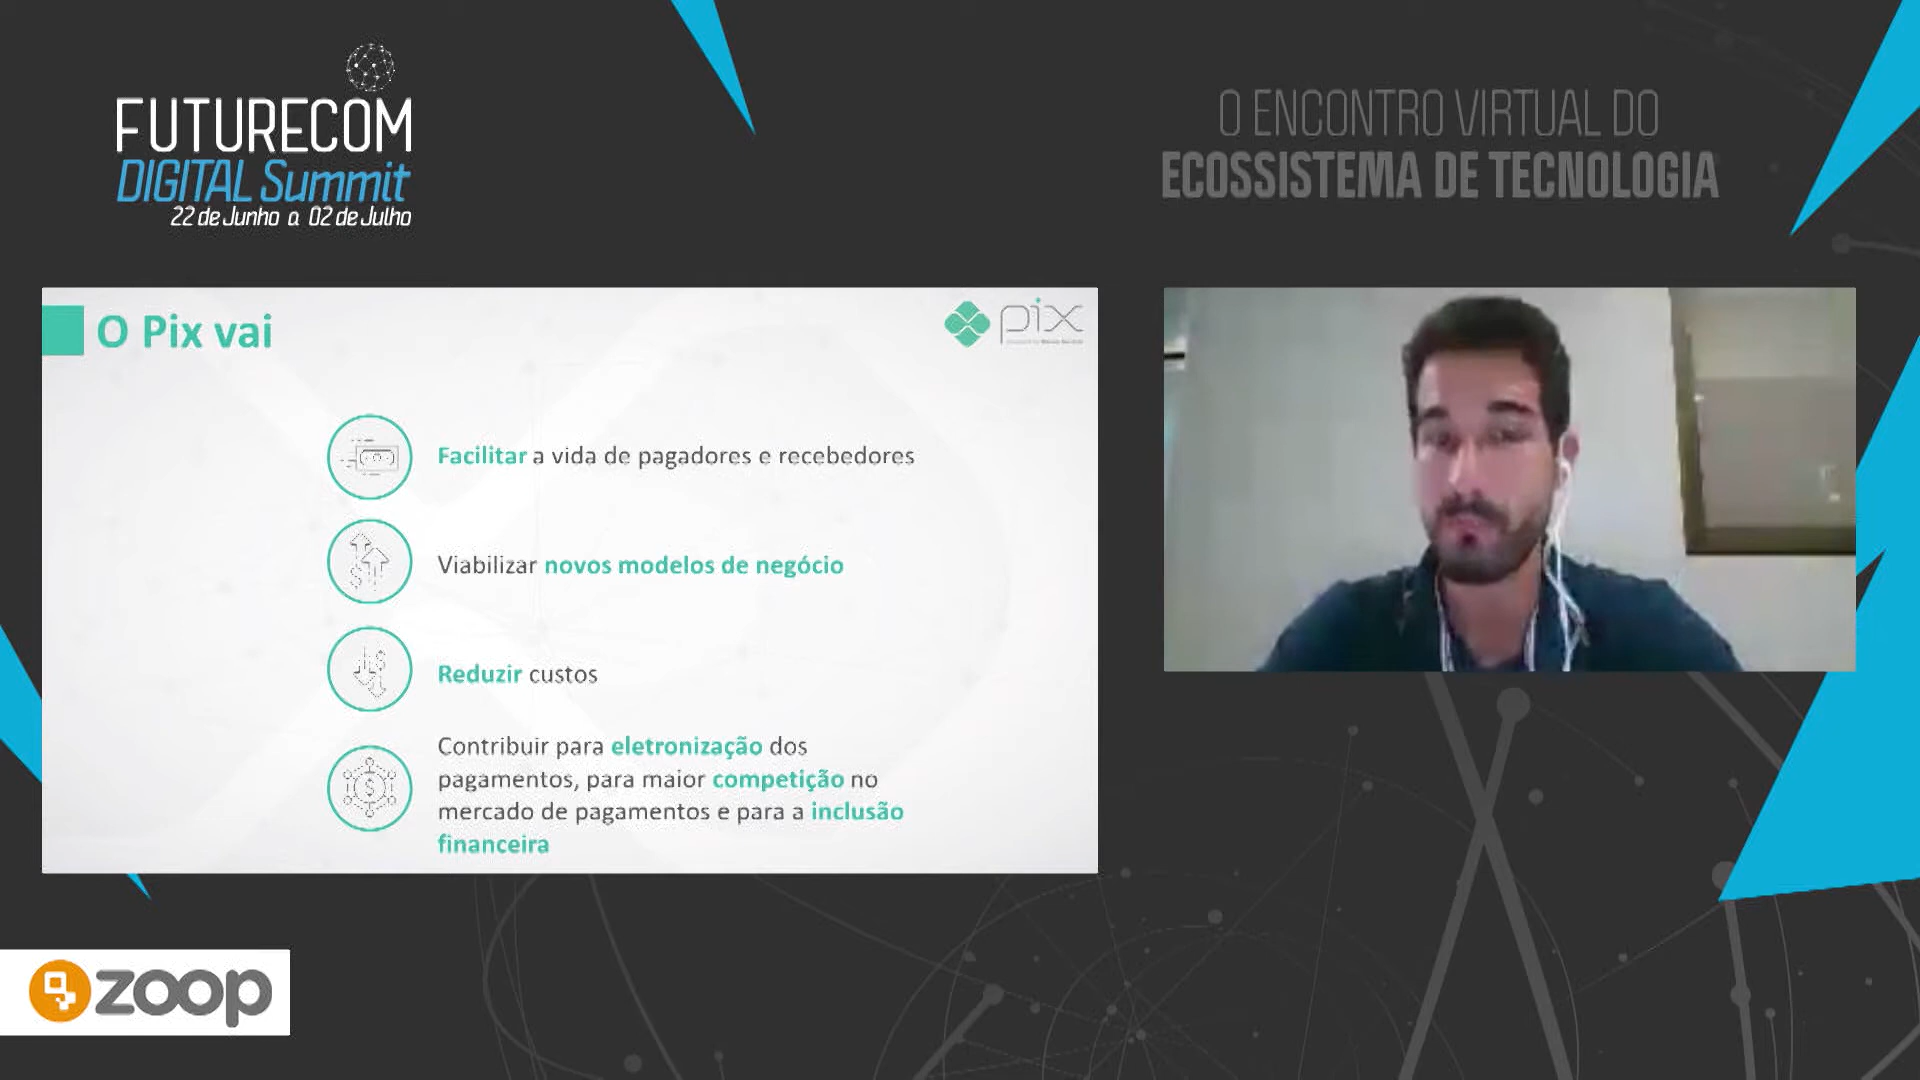 FUTURECOM
DIGITAL Summit
22 de Junho a 02 de Julho
O ENCONTRO VIRTUAL DO
ECOSSISTEMA DE TECNOLOGIA
O Pix vai
pix
Facilitar a vida de pagadores e recebedores
Viabilizar novos modelos de negócio
Reduzir custos
Contribuir para eletronização dos
pagamentos, para maior competição no
mercado de pagamentos e para a inclusão
financeira
zoop